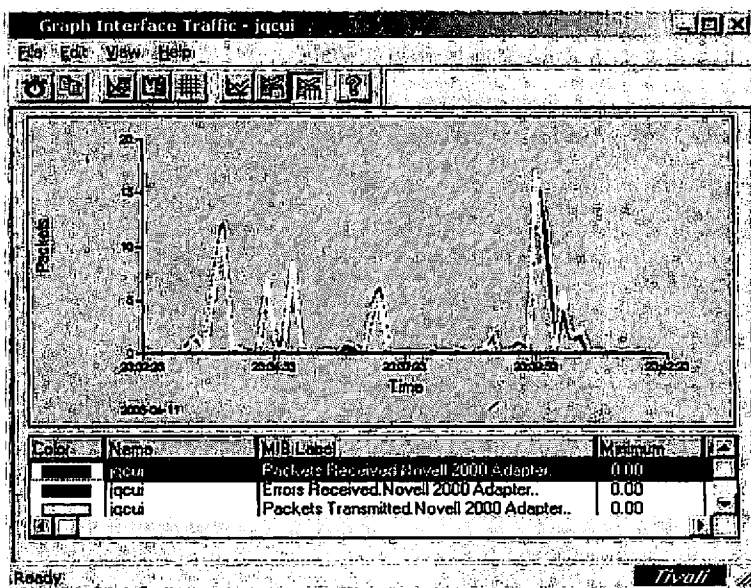 Graph Interface Traffic - jqcui
File Edit View Help
20
15
10
5
0
Packets
Time
Color Name MIB Label Minimum
jqcui Packets Received.Novell 2000 Adapter.. 0.00
jqcui Errors Received.Novell 2000 Adapter.. 0.00
jqcui Packets Transmitted.Novell 2000 Adapter.. 0.00
Ready
Tivoli